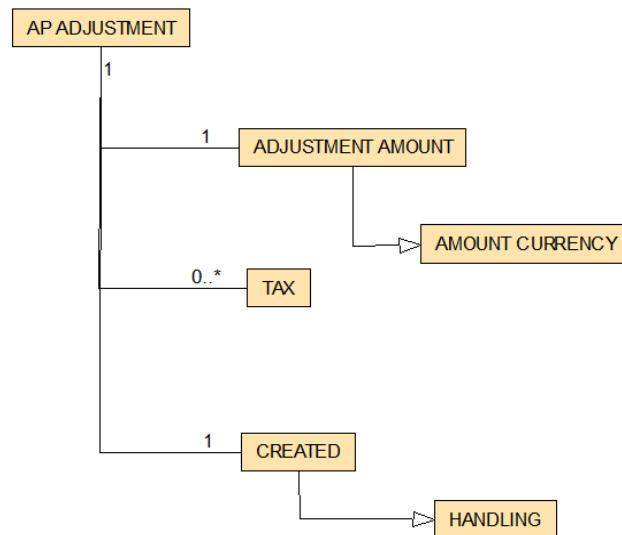 AP ADJUSTMENT
1
1
ADJUSTMENT AMOUNT
AMOUNT CURRENCY
0..*
TAX
1
CREATED
HANDLING